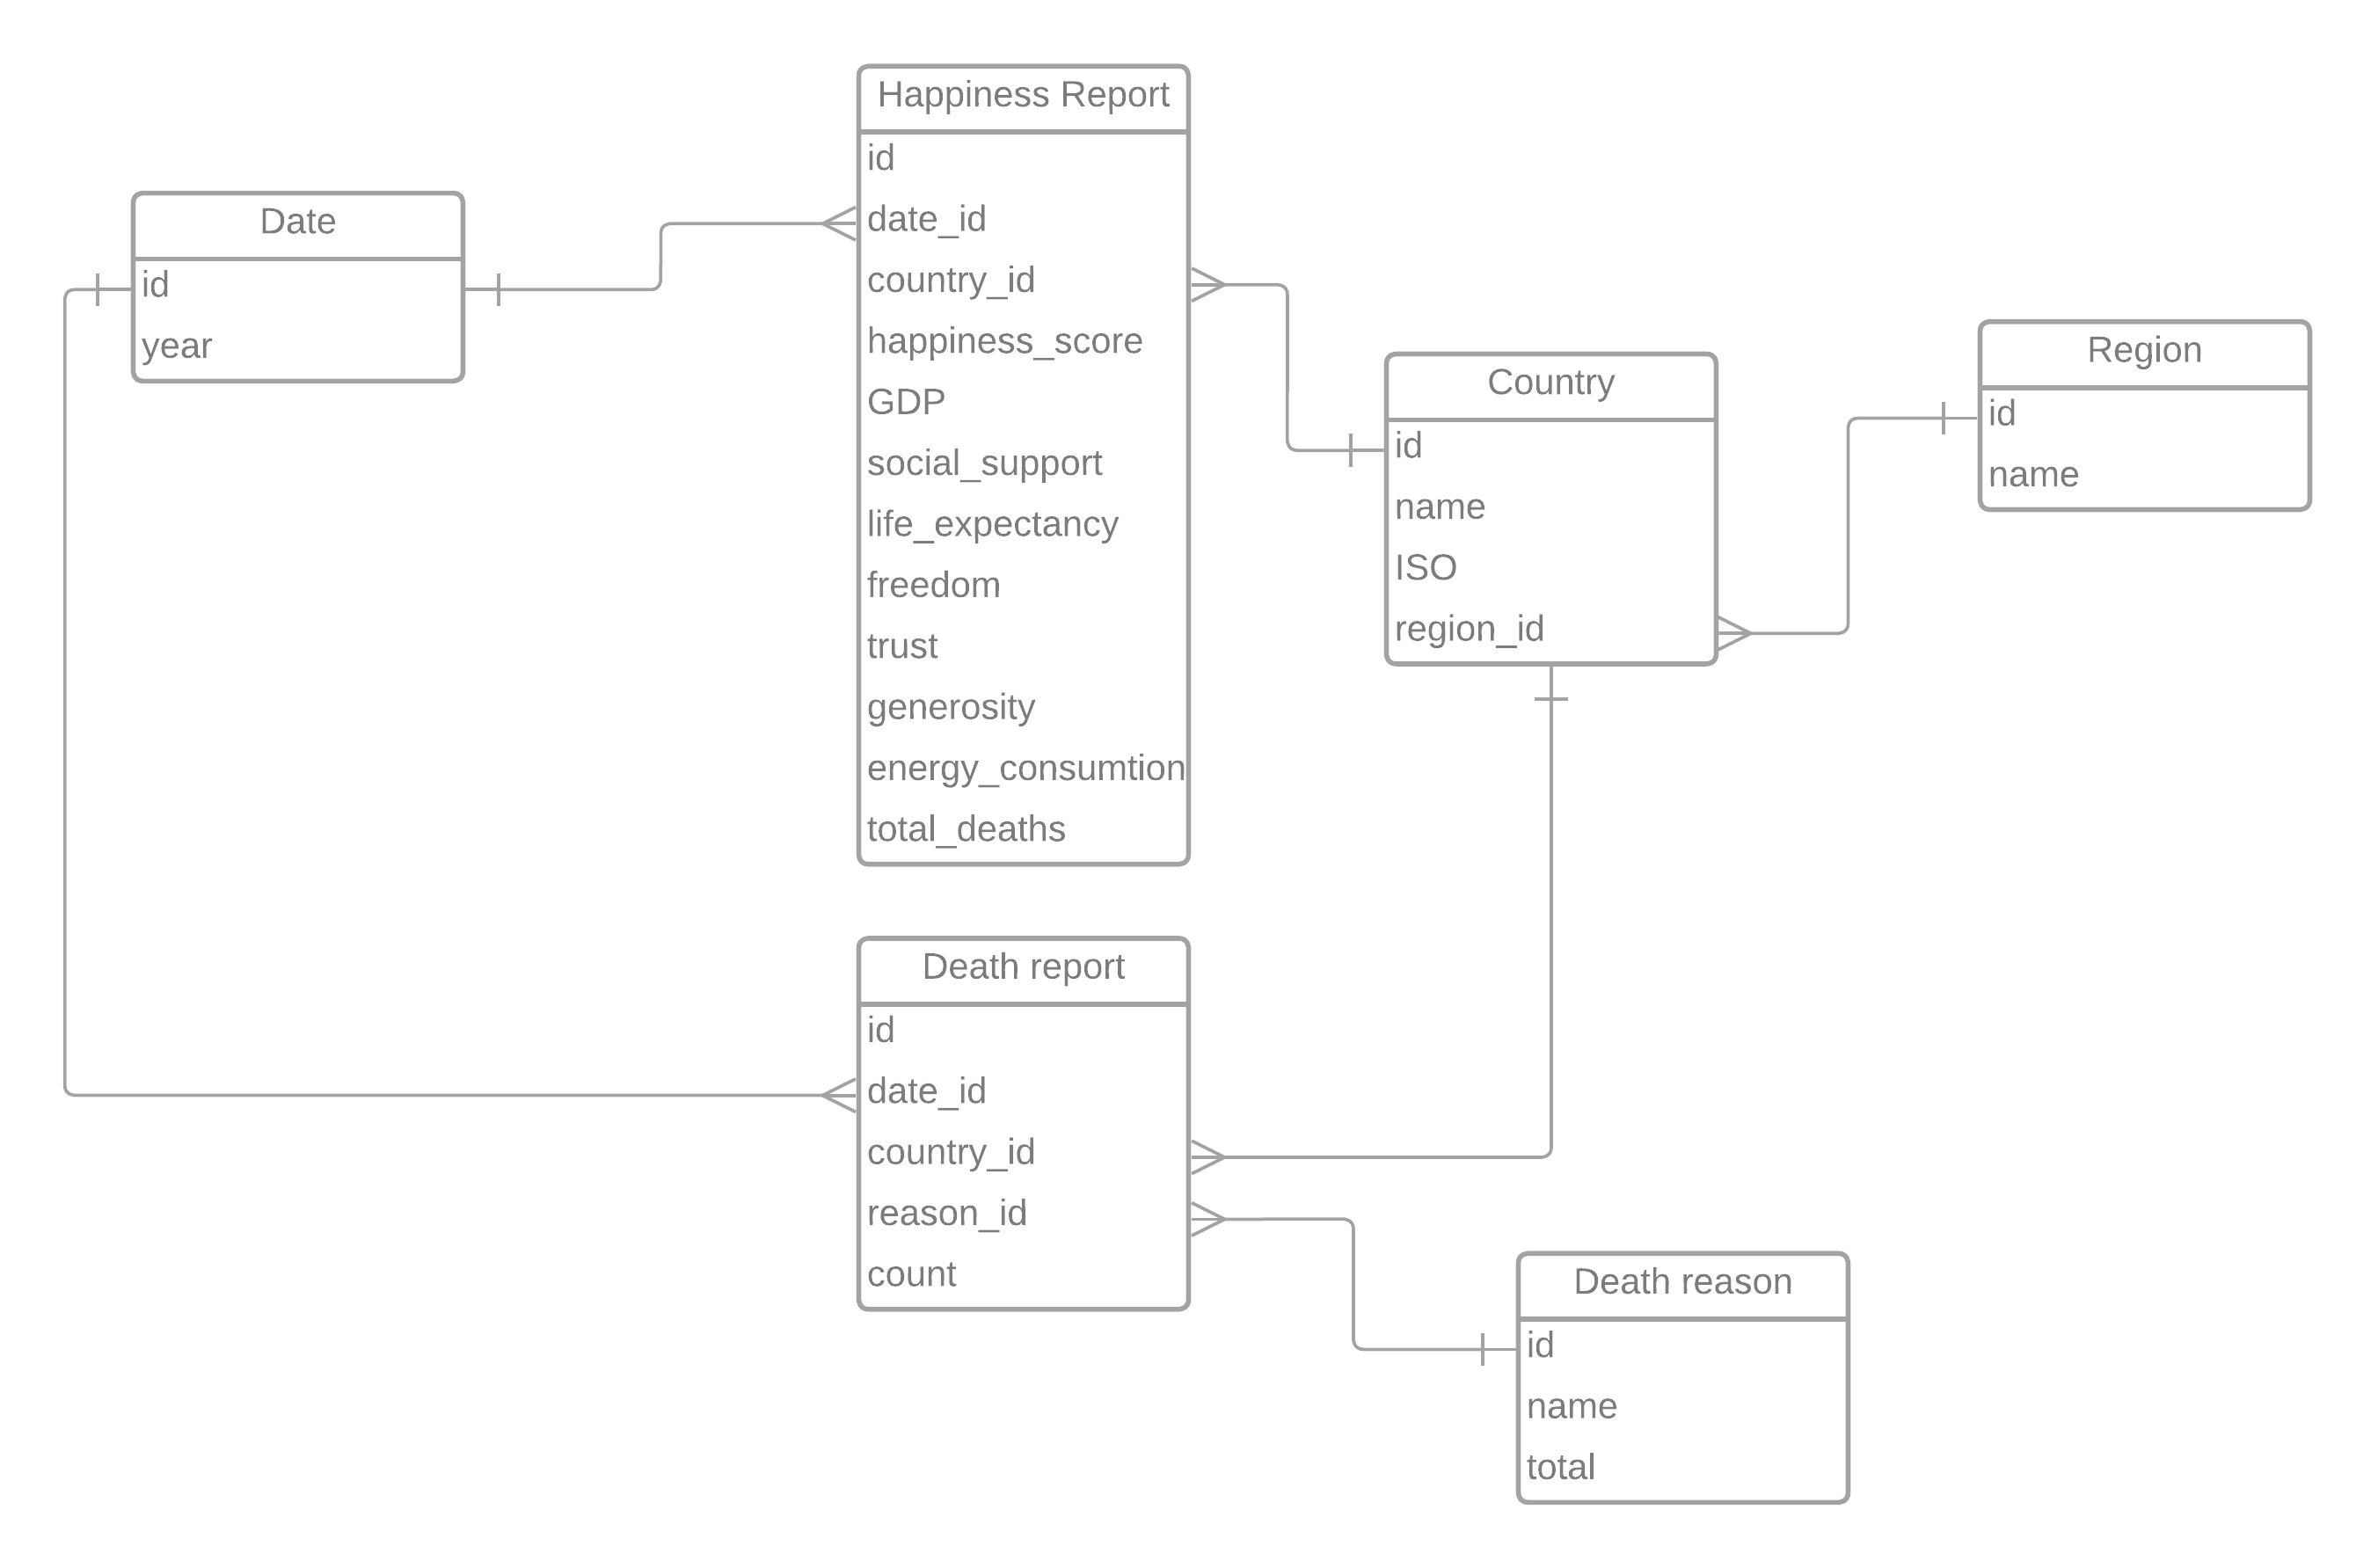 Happiness Report
id
date_id
country_id
happiness_score
GDP
social_support
life_expectancy
freedom
trust
generosity
energy_consumtion
total_deaths
Date
id
year
Country
id
name
ISO
region_id
Region
id
name
Death report
id
date_id
country_id
reason_id
count
Death reason
id
name
total